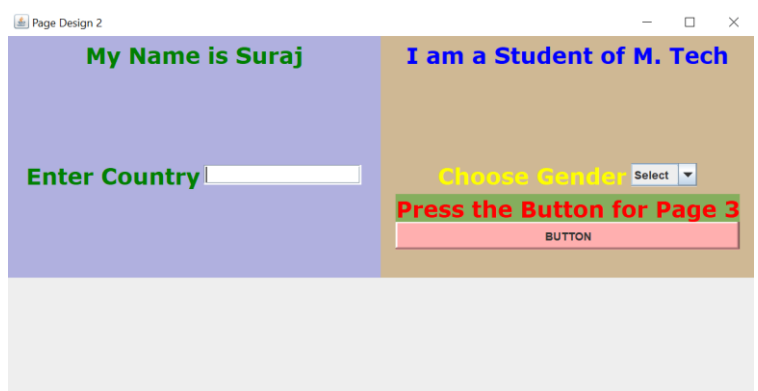 Page Design 2
My Name is Suraj
I am a Student of M. Tech
Enter Country
Choose Gender Select
Press the Button for Page 3
BUTTON